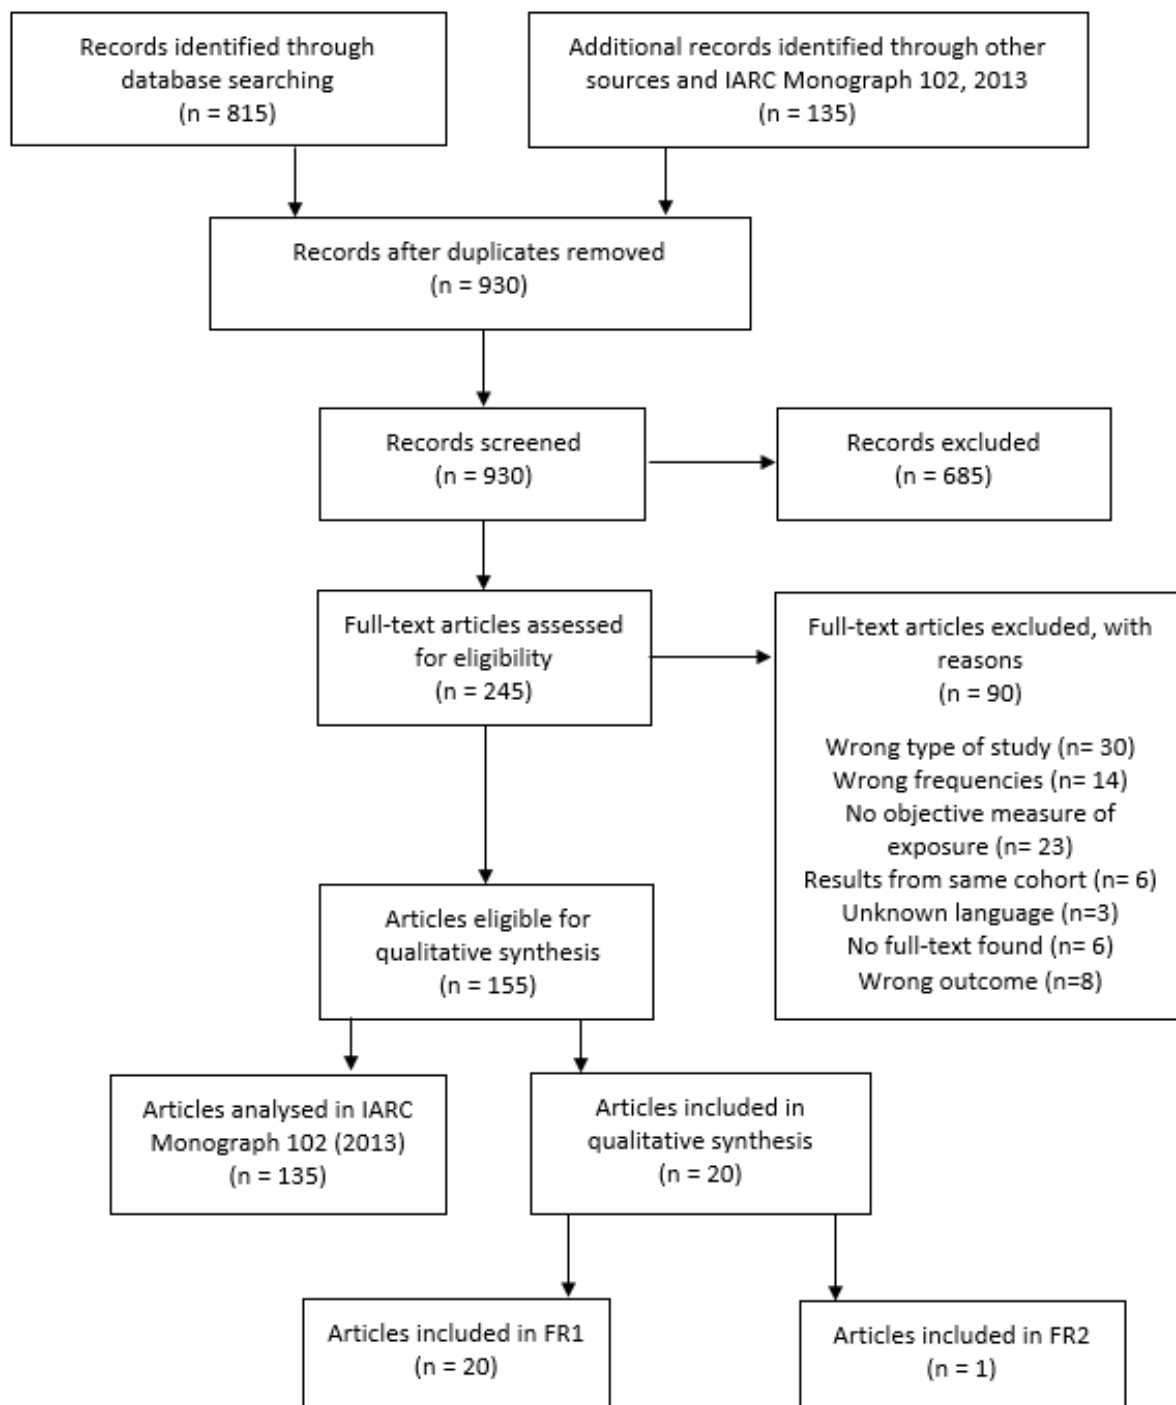 Records identified through
database searching
(n = 815)
Additional records identified through other
sources and IARC Monograph 102, 2013
(n = 135)
Records after duplicates removed
(n = 930)
Records screened
(n = 930)
Records excluded
(n = 685)
Full-text articles assessed
for eligibility
(n = 245)
Full-text articles excluded, with
reasons
(n = 90)
Wrong type of study (n= 30)
Wrong frequencies (n= 14)
No objective measure of
exposure (n= 23)
Results from same cohort (n= 6)
Unknown language (n=3)
No full-text found (n= 6)
Wrong outcome (n=8)
Articles eligible for
qualitative synthesis
(n = 155)
Articles analysed in IARC
Monograph 102 (2013)
(n = 135)
Articles included in
qualitative synthesis
(n = 20)
Articles included in FR1
(n = 20)
Articles included in FR2
(n = 1)